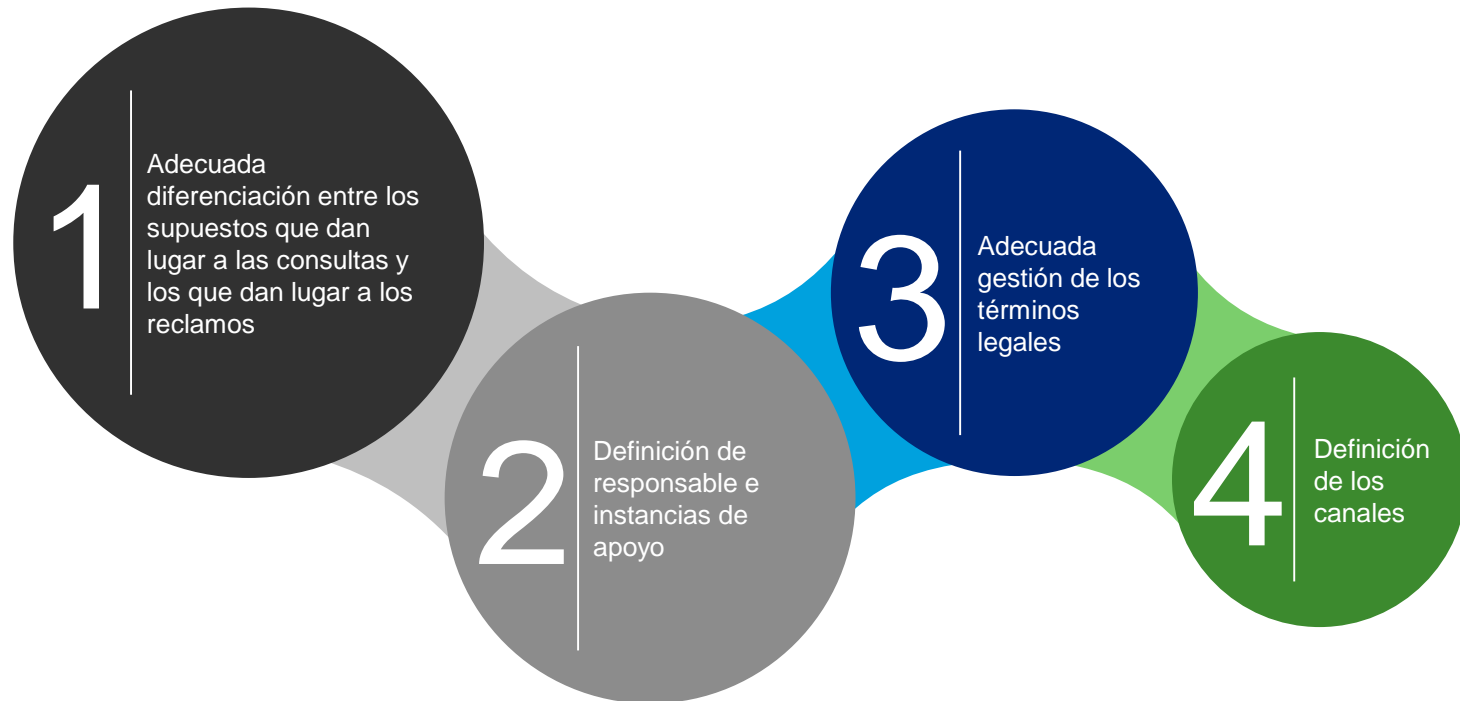 1
Adecuada
diferenciación entre los
supuestos que dan
lugar a las consultas y
los que dan lugar a los
reclamos
2
Definición de
responsable e
instancias de
apoyo
3
Adecuada
gestión de los
términos
legales
4
Definición
de los
canales